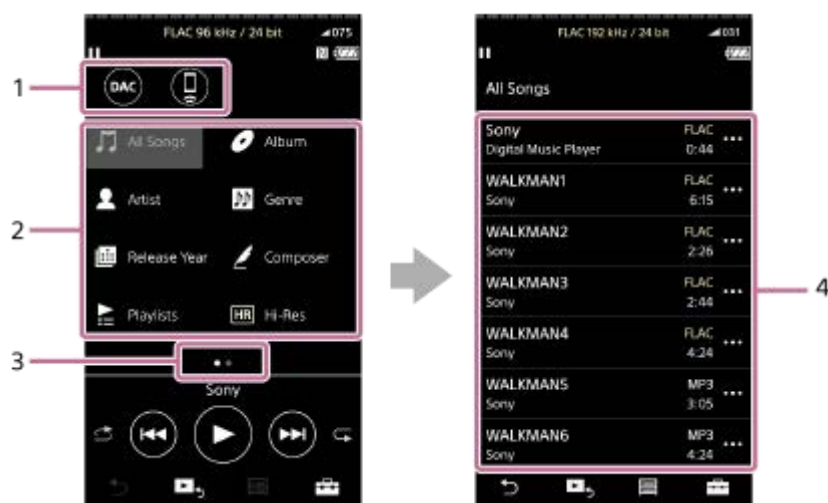 FLAC 96 kHz / 24 bit 075
N
1
DAC
2
All Songs Album
Artist Genre
Release Year Composer
Playlists HR Hi-Res
3
Sony
FLAC 192 kHz / 24 bit 031
All Songs
4
Sony FLAC
Digital Music Player 0:44
WALKMAN1 FLAC
Sony 6:15
WALKMAN2 FLAC
Sony 2:26
WALKMAN3 FLAC
Sony 2:44
WALKMAN4 FLAC
Sony 4:24
WALKMAN5 MP3
Sony 3:05
WALKMAN6 MP3
Sony 4:24